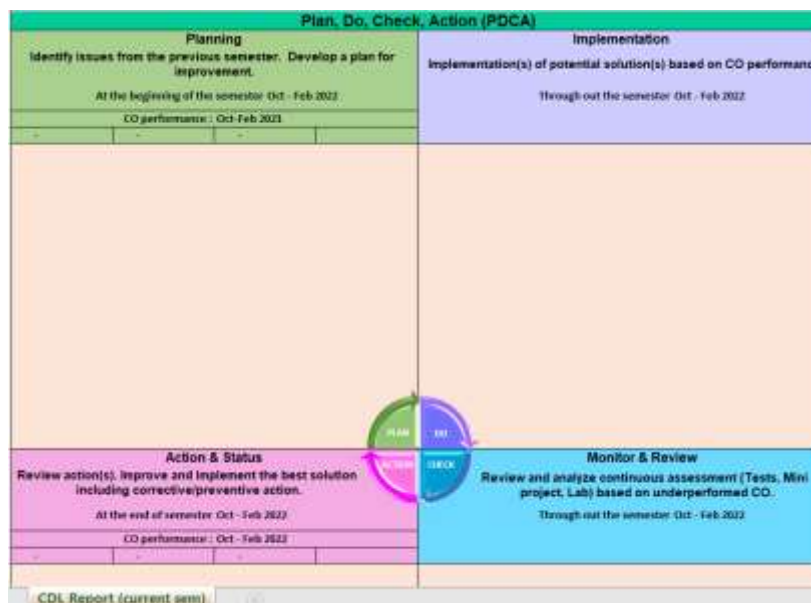 Plan, Do, Check, Action (PDCA)
Planning
Identify issues from the previous semester. Develop a plan for
improvement.
At the beginning of the semester Oct - Feb 2022
CO performance : Oct-Feb 2021
- - -
Implementation
Implementation(s) of potential solution(s) based on CO performanc
Through out the semester Oct - Feb 2022
PLAN
DO
ACTION
CHECK
Action & Status
Review action(s). Improve and implement the best solution
including corrective/preventive action.
At the end of semester Oct - Feb 2022
CO performance : Oct - Feb 2022
- - -
Monitor & Review
Review and analyze continuous assessment (Tests, Mini
project, Lab) based on underperformed CO.
Through out the semester Oct - Feb 2022
CDL Report (current sem)